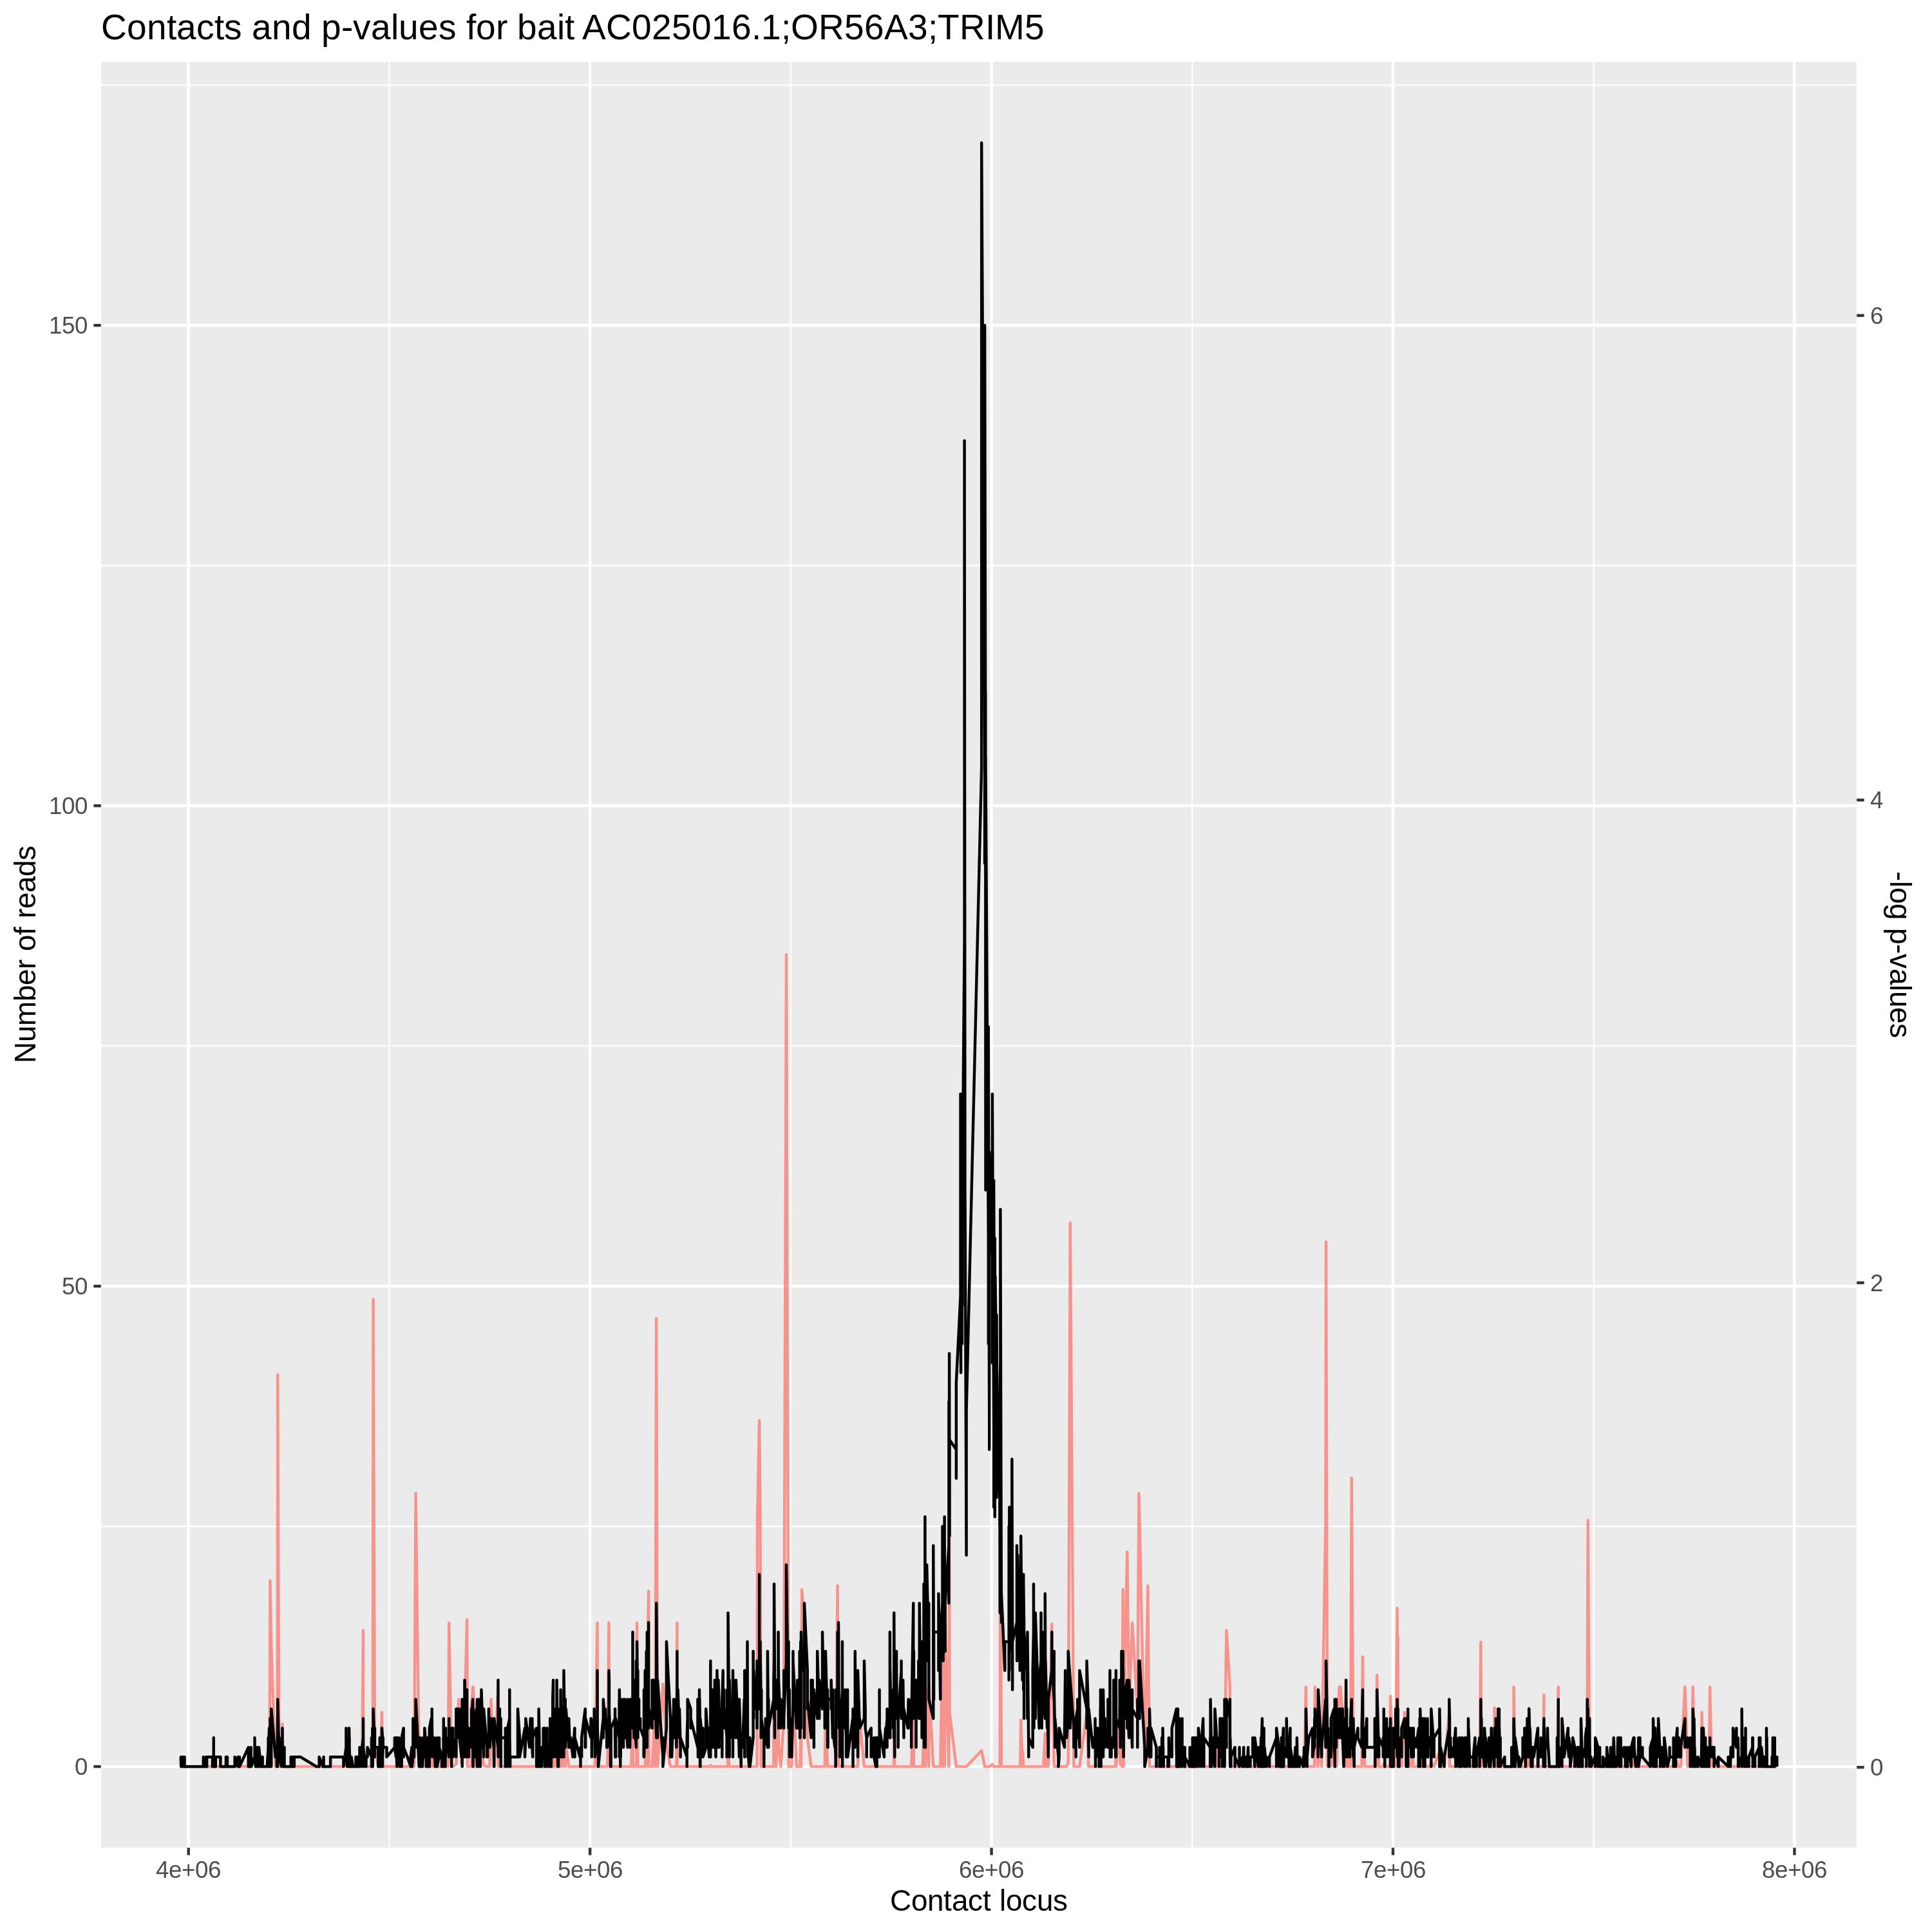 Contacts and p-values for bait AC025016.1;OR56A3;TRIM5
150
100
50
0
Number of reads
6
4
2
0
-log p-values
4e+06
5e+06
6e+06
7e+06
8e+06
Contact locus